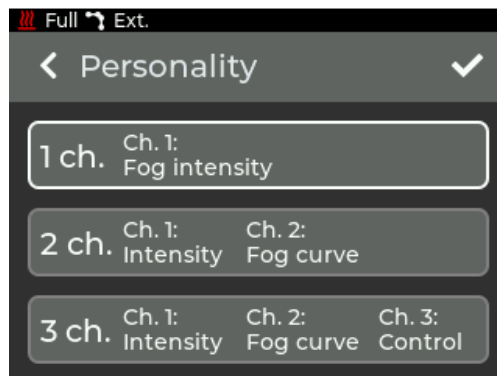 Full Ext.
Personality
1 ch. Ch. 1:
Fog intensity
2 ch. Ch. 1: Ch. 2:
Intensity Fog curve
3 ch. Ch. 1: Ch. 2: Ch. 3:
Intensity Fog curve Control